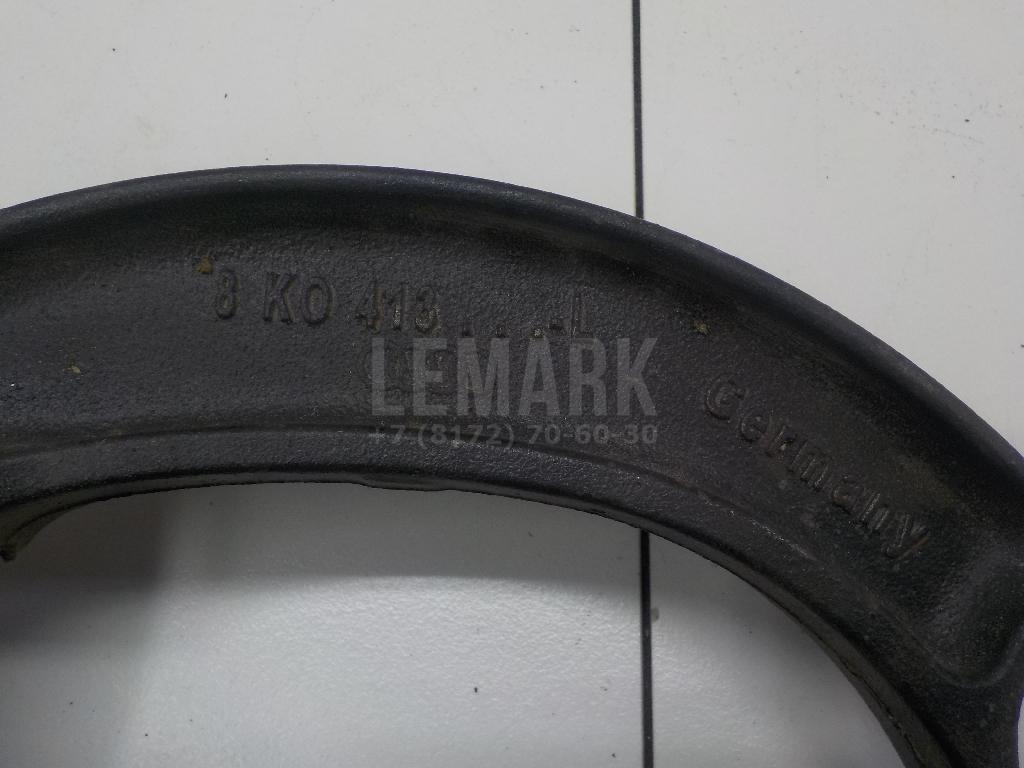 8 K0 413
L
Germany
LEMARK
+7 (8172) 70-60-30